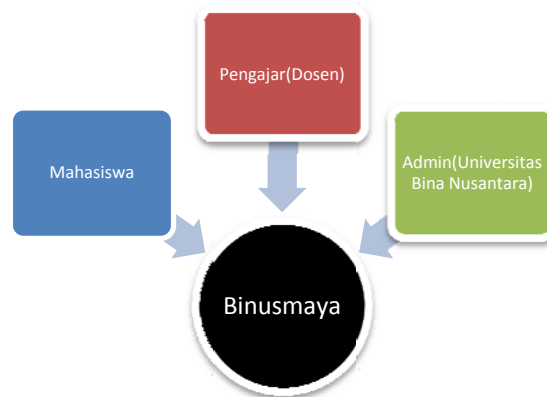 Pengajar(Dosen)
Mahasiswa
Admin(Universitas
Bina Nusantara)
Binusmaya